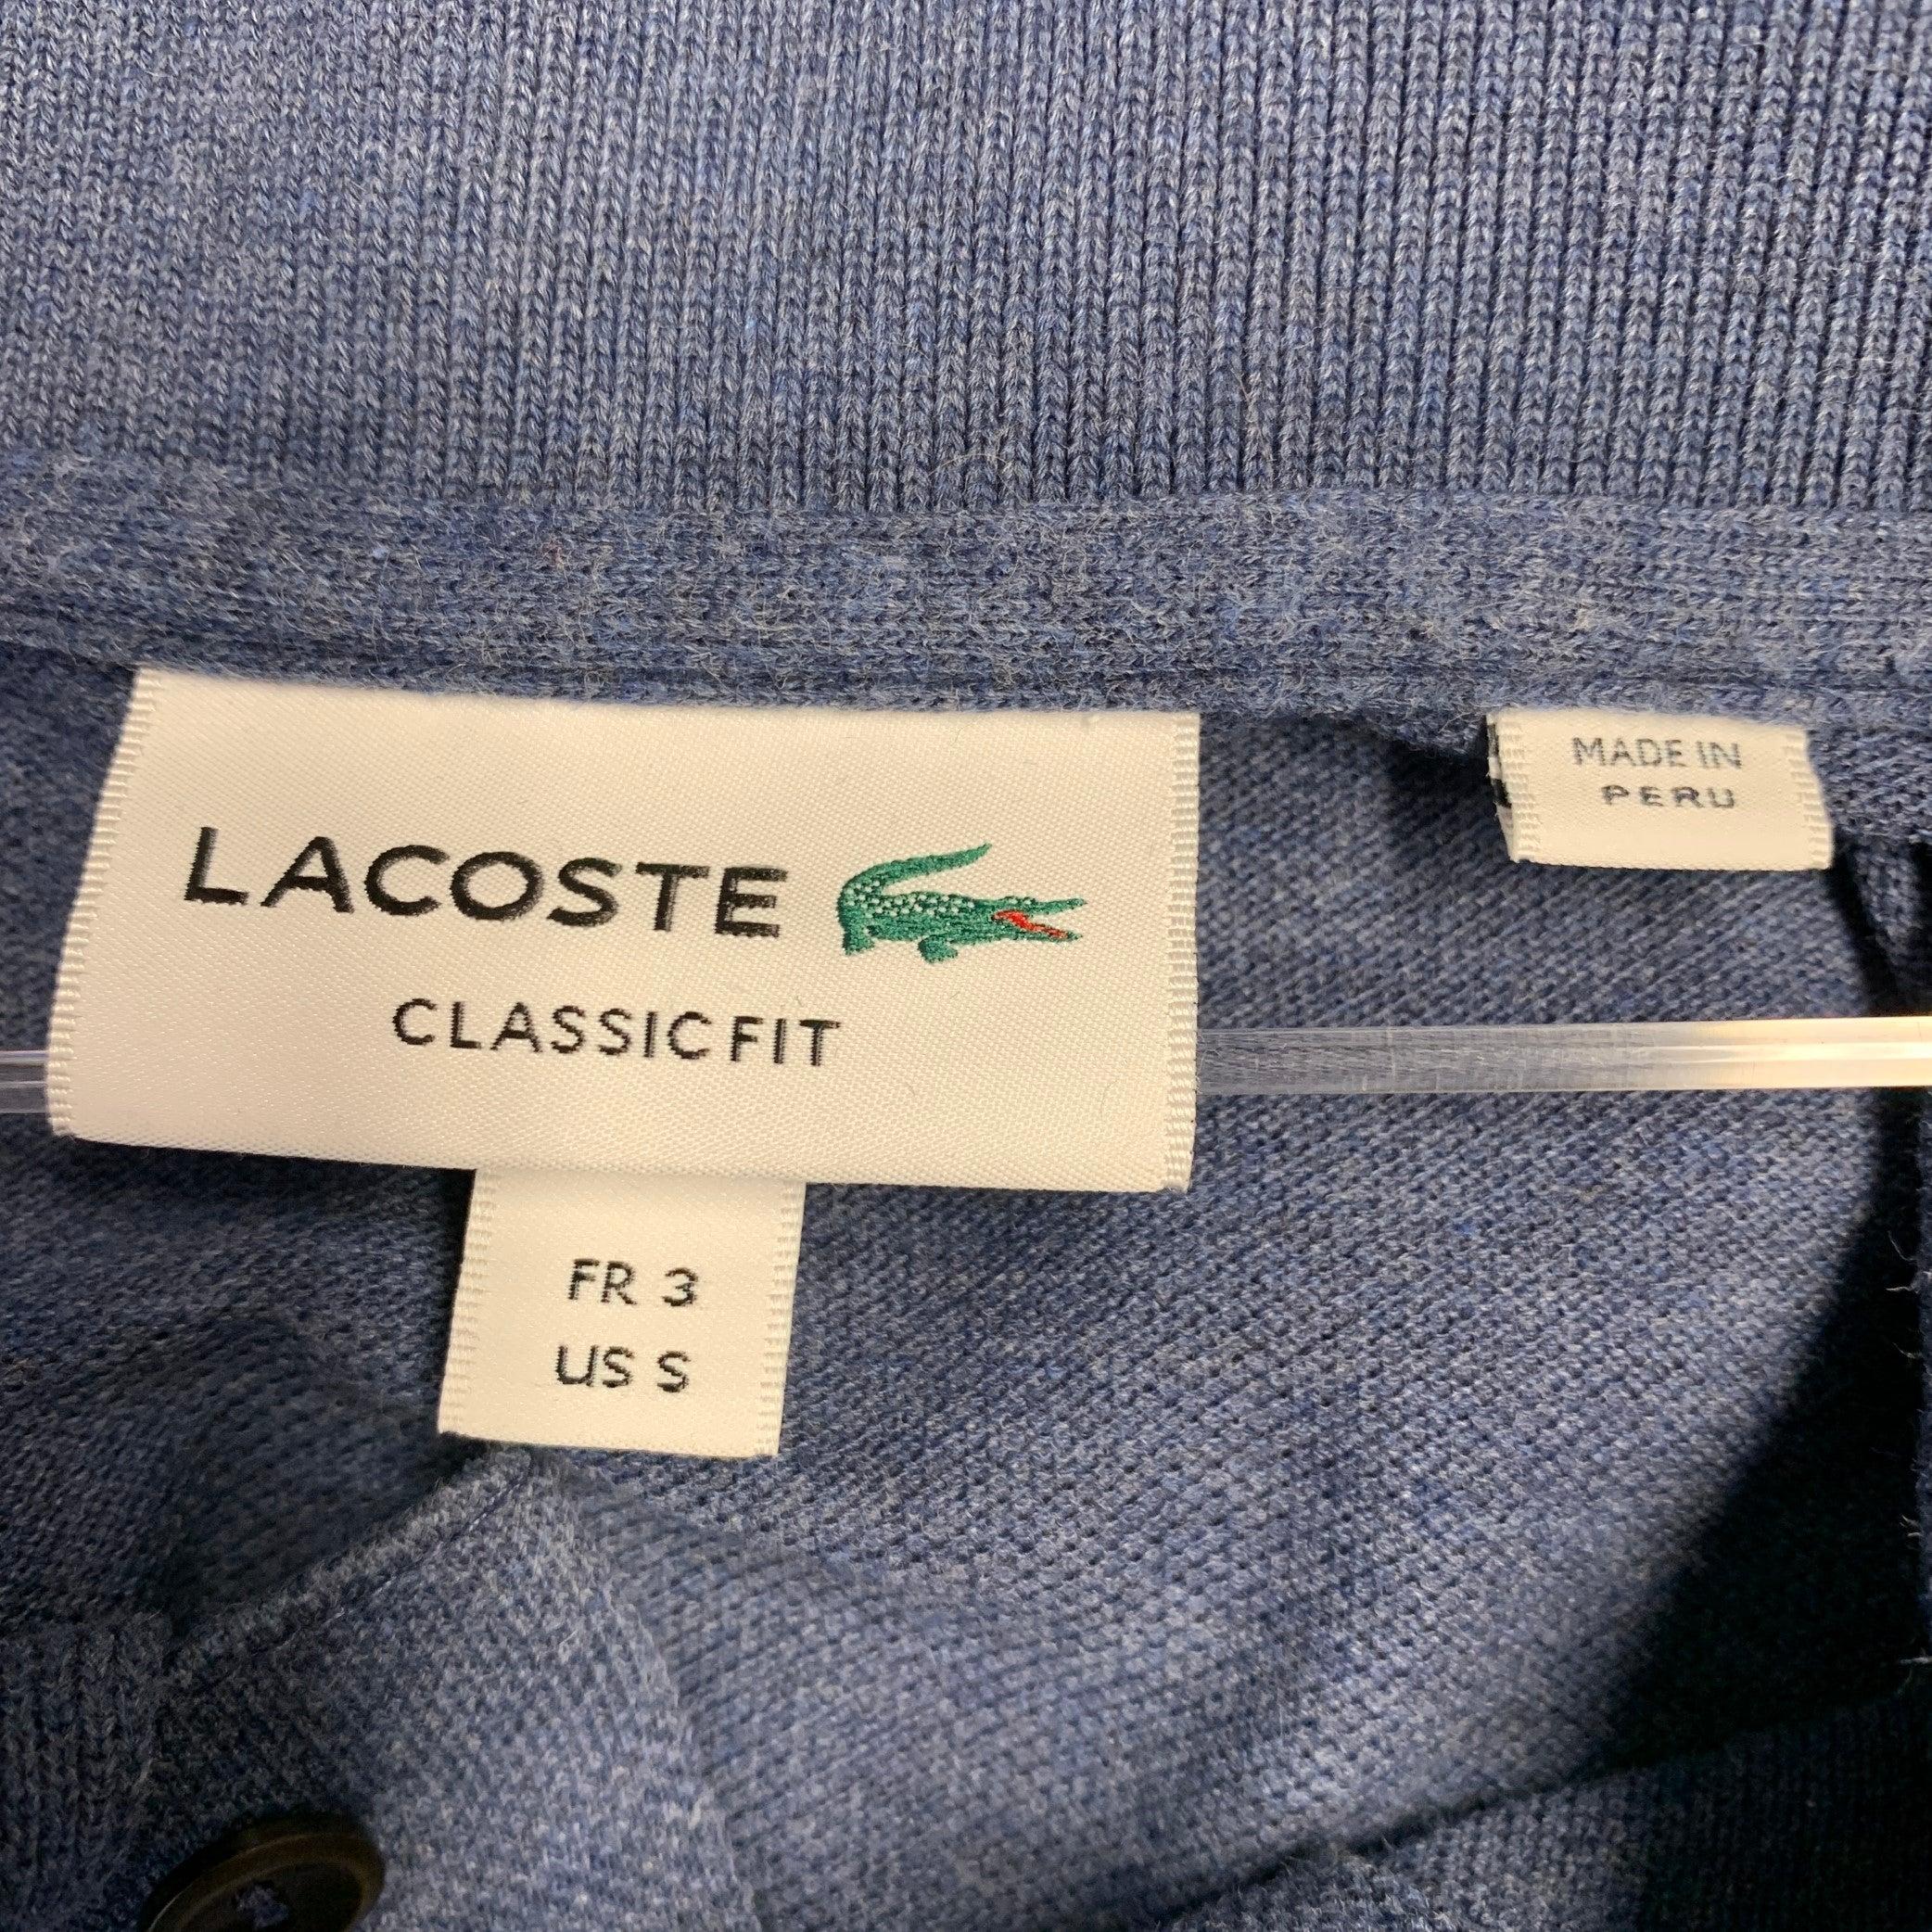 LACOSTE
CLASSIC FIT
FR 3
US S
MADE IN
PERU